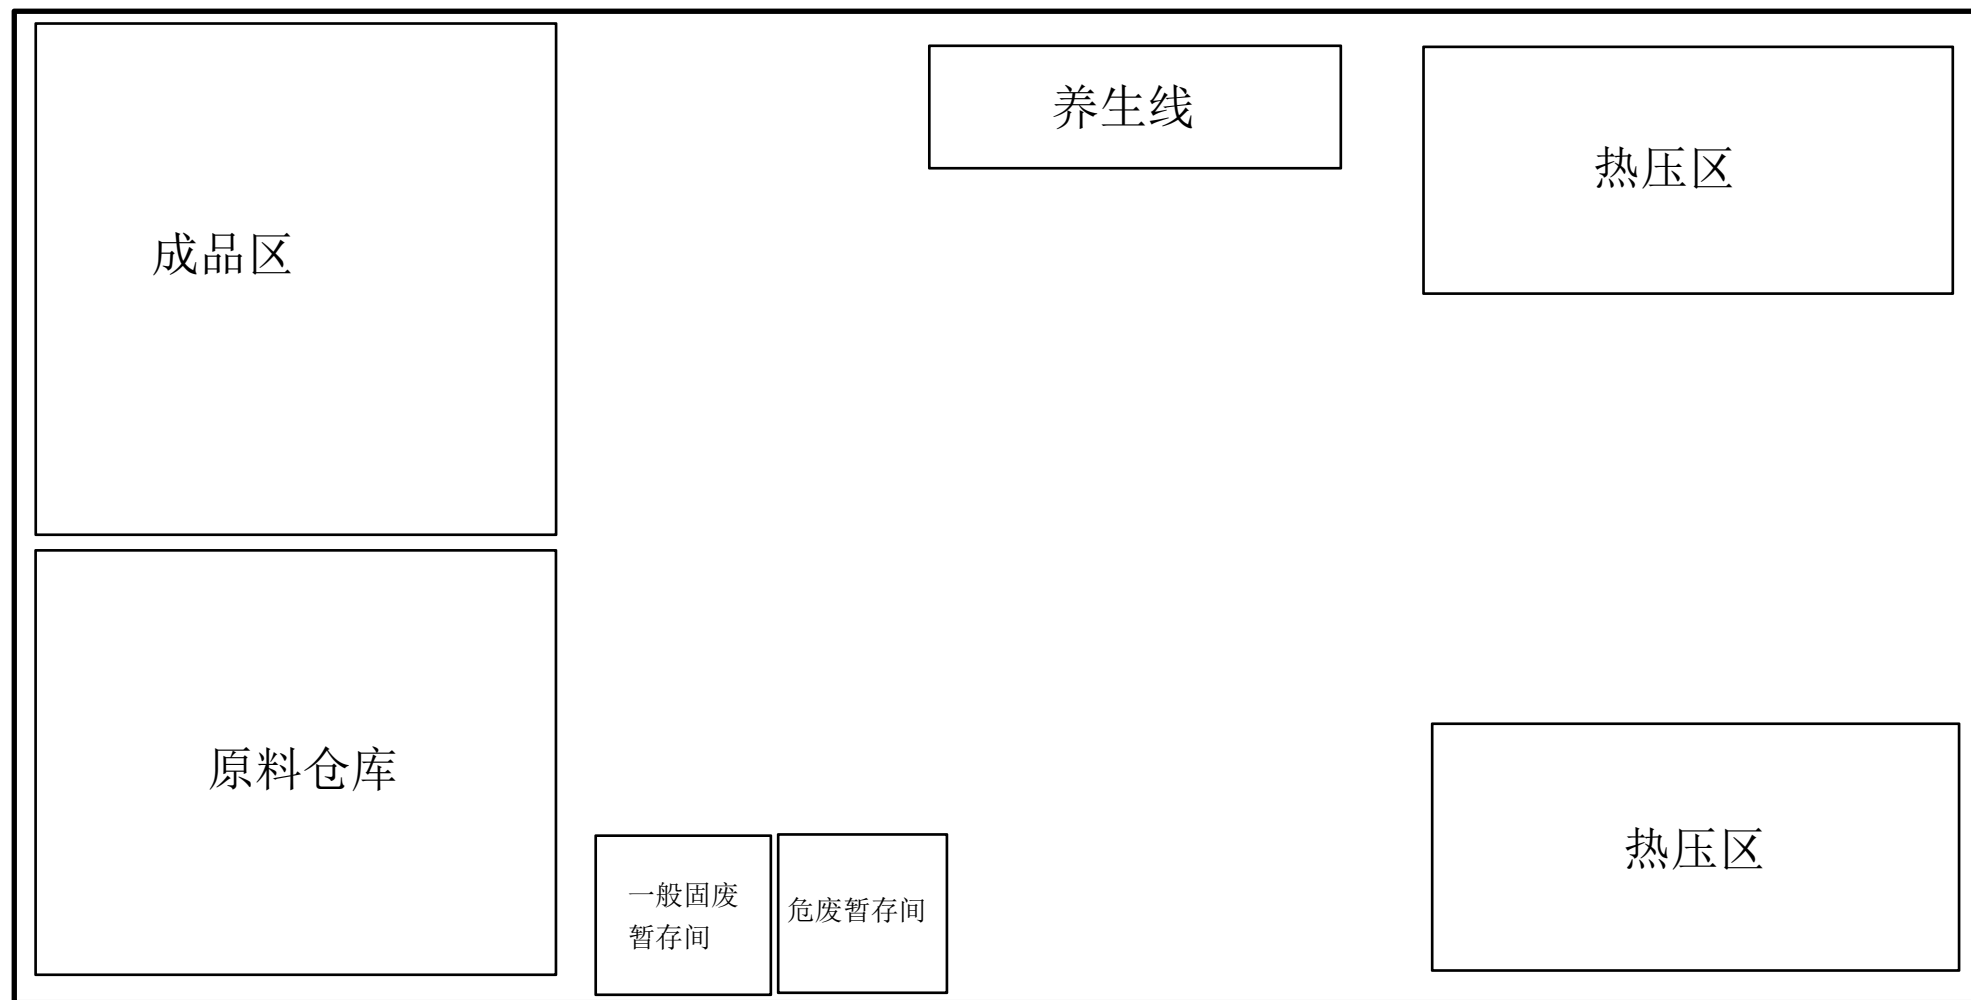 养生线
热压区
成品区
原料仓库
热压区
一般固废
暂存间
危废暂存间